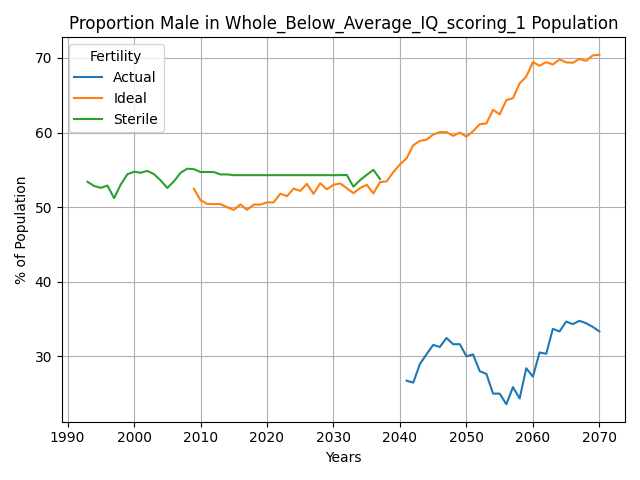 Proportion Male in Whole_Below_Average_IQ_scoring_1 Population
Fertility
Actual
Ideal
Sterile
% of Population
70
60
50
40
30
1990
2000
2010
2020
2030
2040
2050
2060
2070
Years